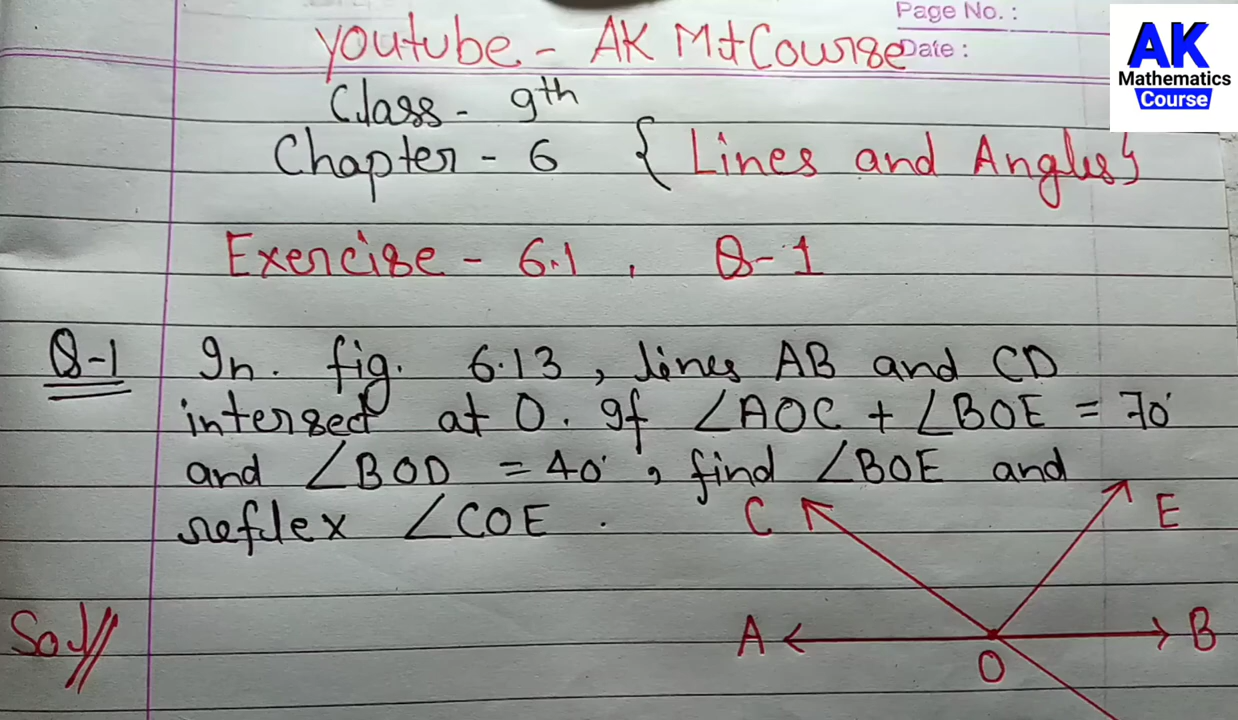 Page No. :
Date :
youtube - AK MtCourse
AK
Mathematics
Course
Class - 9th
Chapter - 6 { Lines and Angles}
Exercise - 6.1 . Q-1
Q-1 In. fig. 6.13, lines AB and CD
intersect at O. If ∠AOC + ∠BOE = 70°
and ∠BOD = 40°, find ∠BOE and
reflex ∠COE .
C E
Sol
A B
O